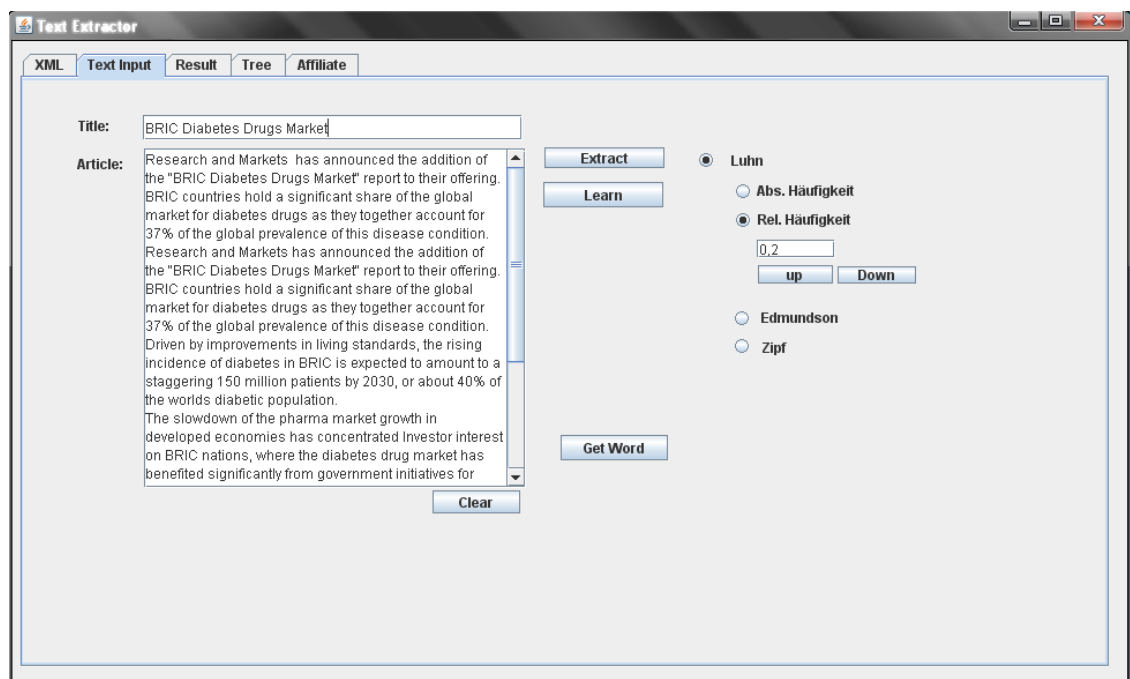 Text Extractor
XML Text Input Result Tree Affiliate
Title: BRIC Diabetes Drugs Market
Article:
Research and Markets has announced the addition of
the "BRIC Diabetes Drugs Market" report to their offering.
BRIC countries hold a significant share of the global
market for diabetes drugs as they together account for
37% of the global prevalence of this disease condition.
Research and Markets has announced the addition of
the "BRIC Diabetes Drugs Market" report to their offering.
BRIC countries hold a significant share of the global
market for diabetes drugs as they together account for
37% of the global prevalence of this disease condition.
Driven by improvements in living standards, the rising
incidence of diabetes in BRIC is expected to amount to a
staggering 150 million patients by 2030, or about 40% of
the worlds diabetic population.
The slowdown of the pharma market growth in
developed economies has concentrated Investor interest
on BRIC nations, where the diabetes drug market has
benefited significantly from government initiatives for
Clear
Extract
Learn
Get Word
Luhn
Abs. Häufigkeit
Rel. Häufigkeit
0,2
up Down
Edmundson
Zipf